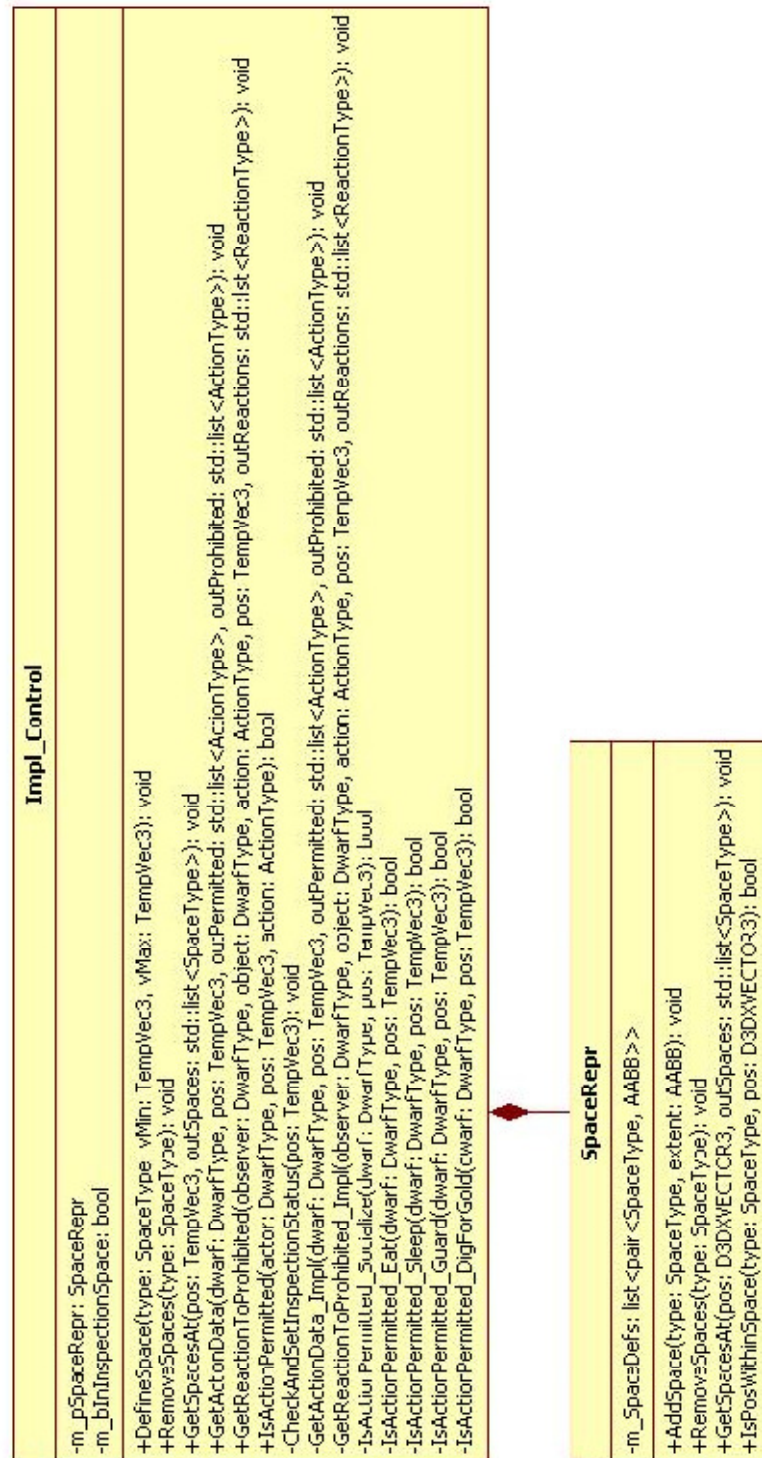 Impl_Control
-m_pSpaceRepr: SpaceRepr
-m_bInInspectionSpace: bool
+DefineSpace(type: SpaceType, vMin: TempVec3, vMax: TempVec3): void
+RemoveSpaces(type: SpaceType): void
+GetSpacesAt(pos: TempVec3, outSpaces: std::list<SpaceType>): void
+GetActionData(dwarf: DwarfType, pos: TempVec3, outPermitted: std::list<ActionType>, outProhibited: std::list<ActionType>): void
+GetReactionToProhibited(observer: DwarfType, object: DwarfType, action: ActionType, pos: TempVec3, outReactions: std::list<ReactionType>): void
+IsActionPermitted(actor: DwarfType, pos: TempVec3, action: ActionType): bool
-CheckAndSetInspectionStatus(pos: TempVec3): void
-GetActionData_Impl(dwarf: DwarfType, pos: TempVec3, outPermitted: std::list<ActionType>, outProhibited: std::list<ActionType>): void
-GetReactionToProhibited_Impl(observer: DwarfType, object: DwarfType, action: ActionType, pos: TempVec3, outReactions: std::list<ReactionType>): void
-IsActionPermitted_Socialize(dwarf: DwarfType, pos: TempVec3): bool
-IsActionPermitted_Eat(dwarf: DwarfType, pos: TempVec3): bool
-IsActionPermitted_Sleep(dwarf: DwarfType, pos: TempVec3): bool
-IsActionPermitted_Guard(dwarf: DwarfType, pos: TempVec3): bool
-IsActionPermitted_DigForGold(dwarf: DwarfType, pos: TempVec3): bool
SpaceRepr
-m_SpaceDefs: list<pair<SpaceType, AABB>>
+AddSpace(type: SpaceType, extent: AABB): void
+RemoveSpaces(type: SpaceType): void
+GetSpacesAt(pos: D3DXVECTOR3, outSpaces: std::list<SpaceType>): void
+IsPosWithinSpace(type: SpaceType, pos: D3DXVECTOR3): bool